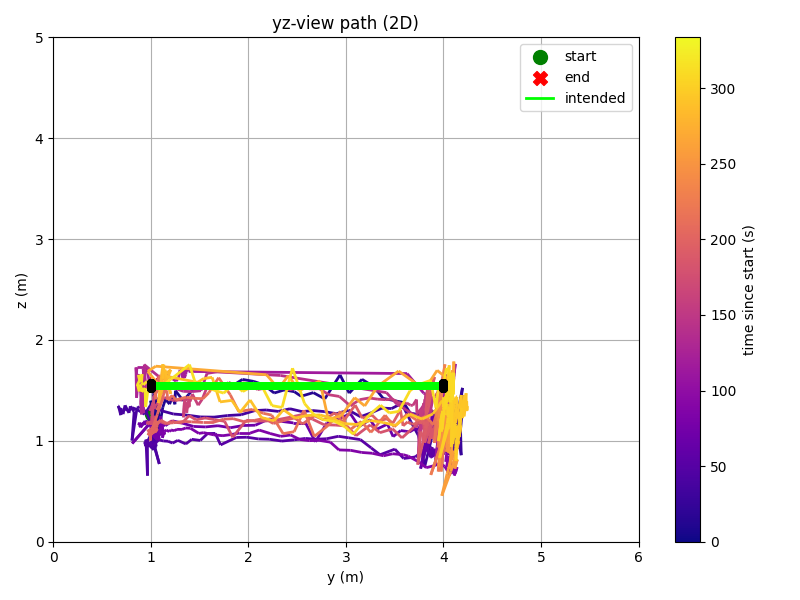 yz-view path (2D)
start
end
intended
z (m)
5
4
3
2
1
0
0 1 2 3 4 5 6
y (m)
300
250
200
150
100
50
0
time since start (s)